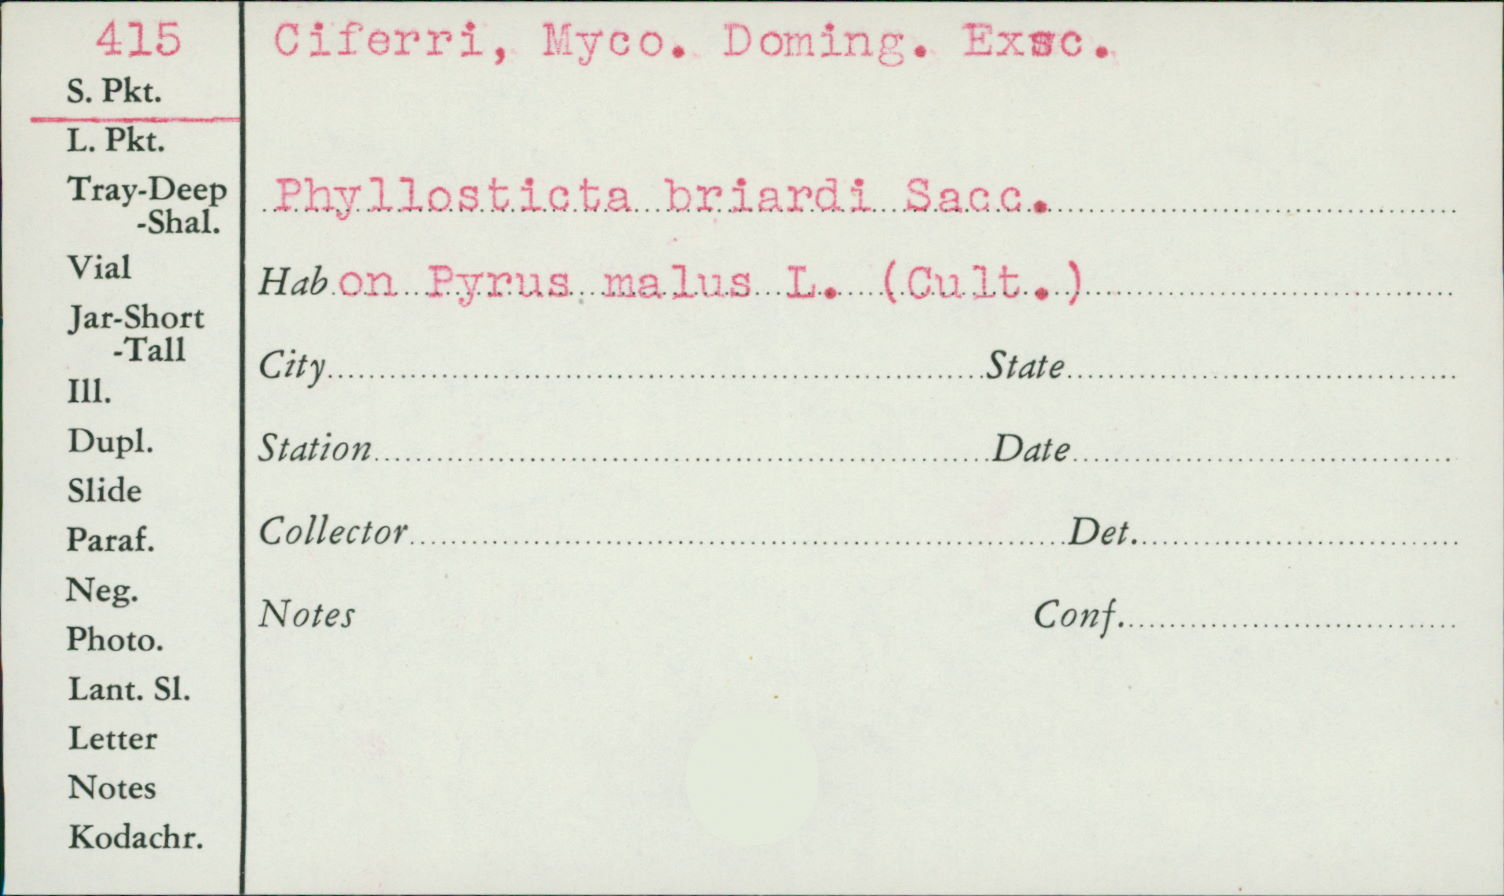 415
S. Pkt.
L. Pkt.
Tray-Deep
-Shal.
Vial
Jar-Short
-Tall
Ill.
Dupl.
Slide
Paraf.
Neg.
Photo.
Lant. Sl.
Letter
Notes
Kodachr.
Ciferri, Myco. Doming. Exsc.
Phyllosticta briardi Sacc.
Hab on Pyrus malus L. (Cult.)
City State
Station Date
Collector Det.
Notes Conf.